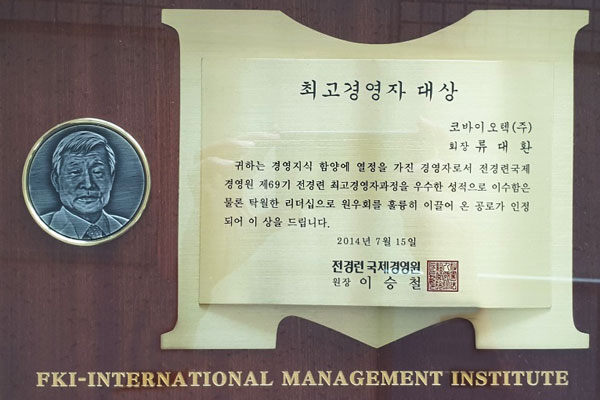 최고경영자 대상
코바이오텍(주)
회장 류 대 환
귀하는 경영지식 함양에 열정을 가진 경영자로서 전경련국제
경영원 제69기 전경련 최고경영자과정을 우수한 성적으로 이수함은
물론 탁월한 리더십으로 원우회를 훌륭히 이끌어 온 공로가 인정
되어 이 상을 드립니다.
2014년 7월 15일
전경련 국제경영원
원장 이 승 철
FKI-INTERNATIONAL MANAGEMENT INSTITUTE